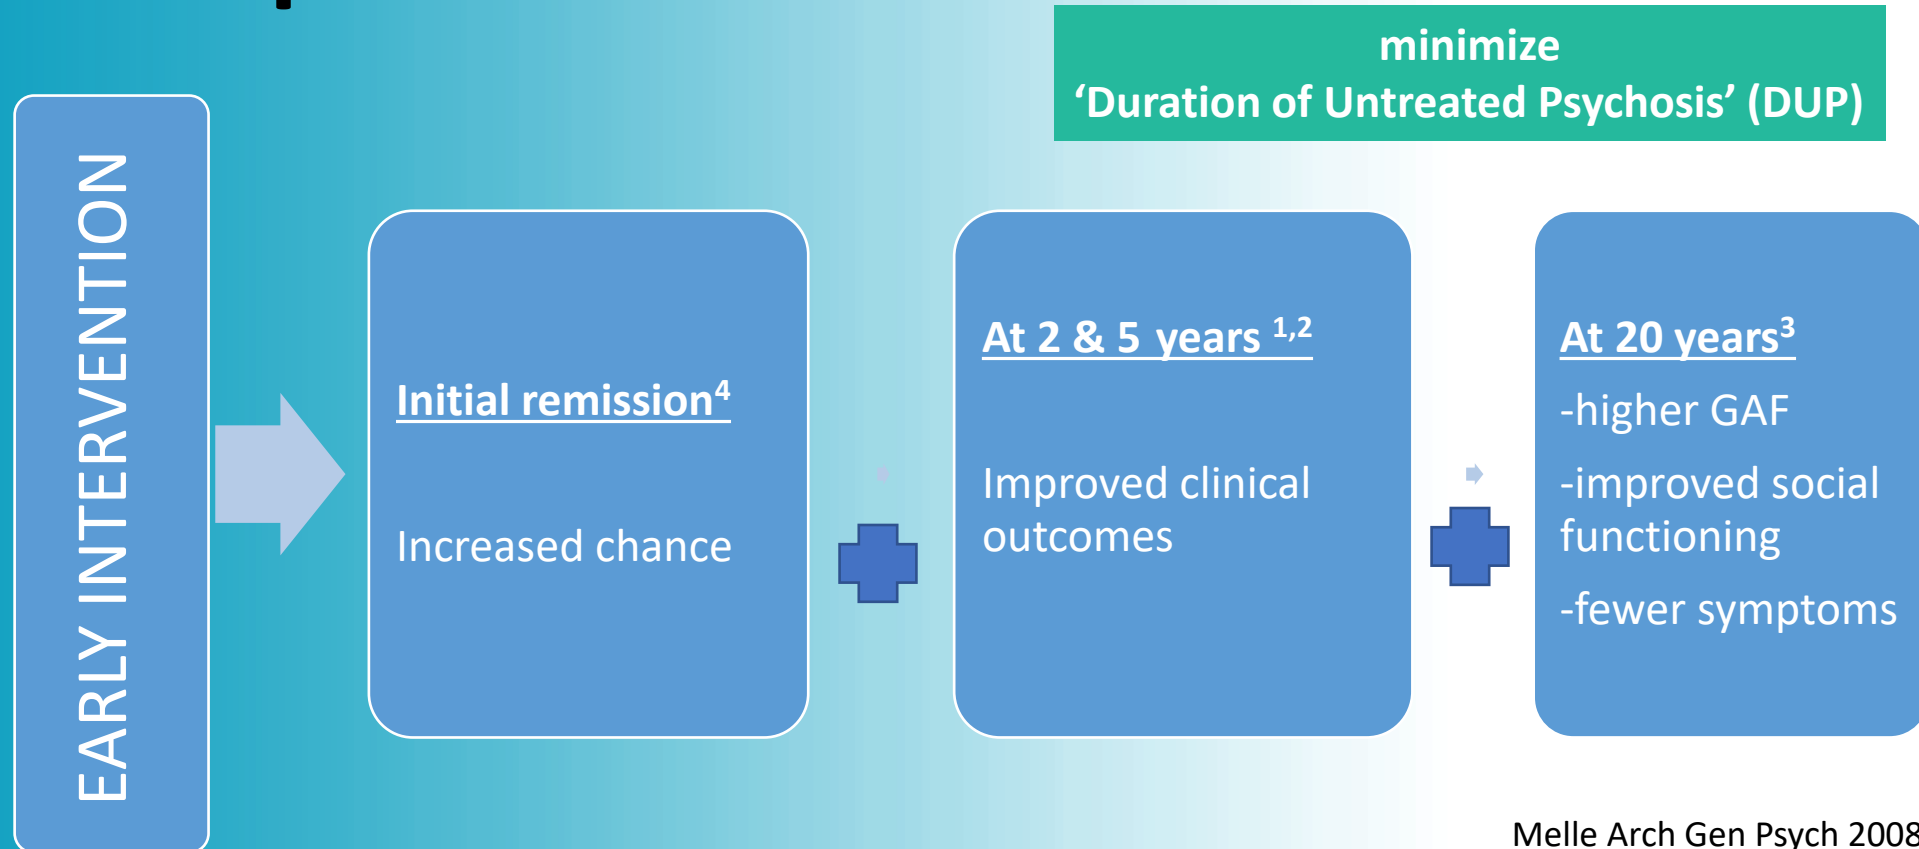 minimize
‘Duration of Untreated Psychosis’ (DUP)
EARLY INTERVENTION
Initial remission⁴
Increased chance
At 2 & 5 years ¹,²
Improved clinical
outcomes
At 20 years³
-higher GAF
-improved social
functioning
-fewer symptoms
Melle Arch Gen Psych 2008